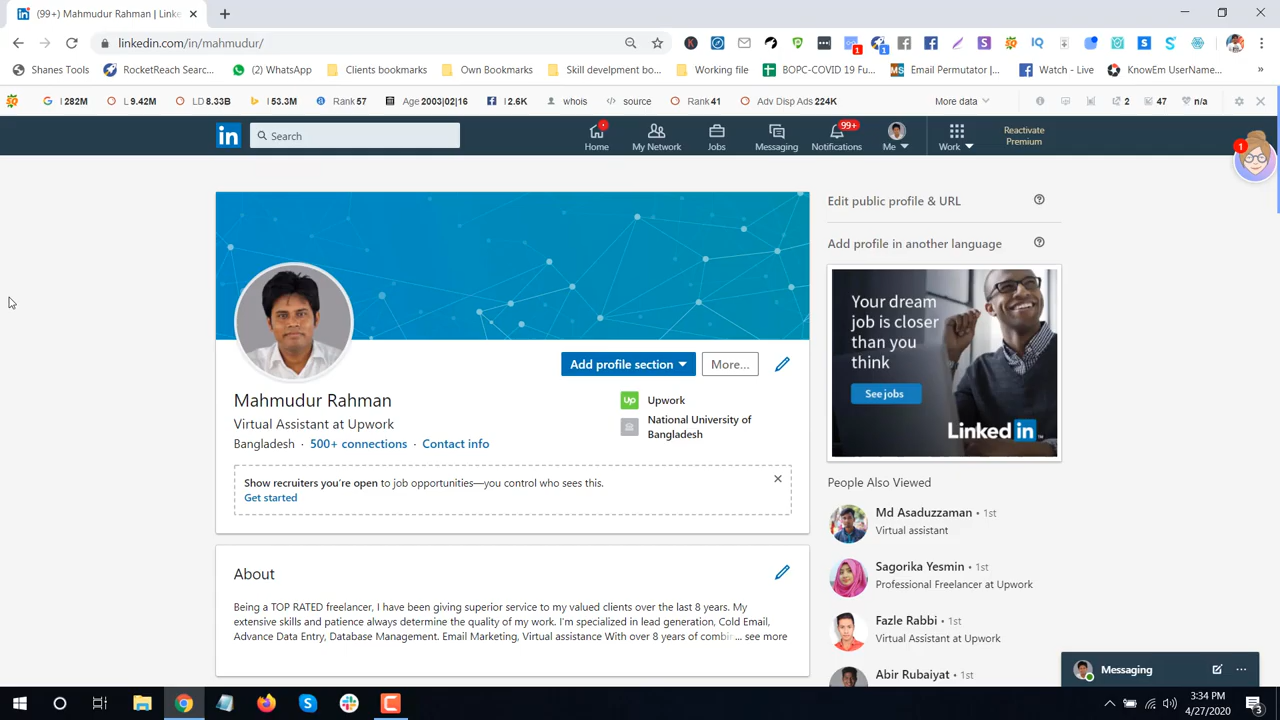 (99+) Mahmudur Rahman | Linke
linkedin.com/in/mahmudur/
Shanes Tools
RocketReach Searc...
(2) WhatsApp
Clients bookmarks
Own Bookmarks
Skill develpment bo...
Working file
BOPC-COVID 19 Fu...
Email Permutator |...
Watch - Live
KnowEm UserName...
»
I 282M
L 9.42M
LD 8.33B
I 53.3M
Rank 57
Age 2003|02|16
I 2.6K
whois
source
Rank 41
Adv Disp Ads 224K
More data
2
47
n/a
in
Search
Home
My Network
Jobs
Messaging
99+
Notifications
Me
Work
Reactivate
Premium
1
Edit public profile & URL
Add profile in another language
Your dream
job is closer
than you
think
See jobs
Linked in
Add profile section
More...
Mahmudur Rahman
Virtual Assistant at Upwork
Bangladesh · 500+ connections · Contact info
Up Upwork
National University of
Bangladesh
Show recruiters you're open to job opportunities—you control who sees this.
Get started
About
Being a TOP RATED freelancer, I have been giving superior service to my valued clients over the last 8 years. My
extensive skills and patience always determine the quality of my work. I'm specialized in lead generation, Cold Email,
Advance Data Entry, Database Management. Email Marketing, Virtual assistance With over 8 years of combi... see more
People Also Viewed
Md Asaduzzaman • 1st
Virtual assistant
Sagorika Yesmin • 1st
Professional Freelancer at Upwork
Fazle Rabbi • 1st
Virtual Assistant at Upwork
Abir Rubaiyat • 1st
Messaging
3:34 PM
4/27/2020
3